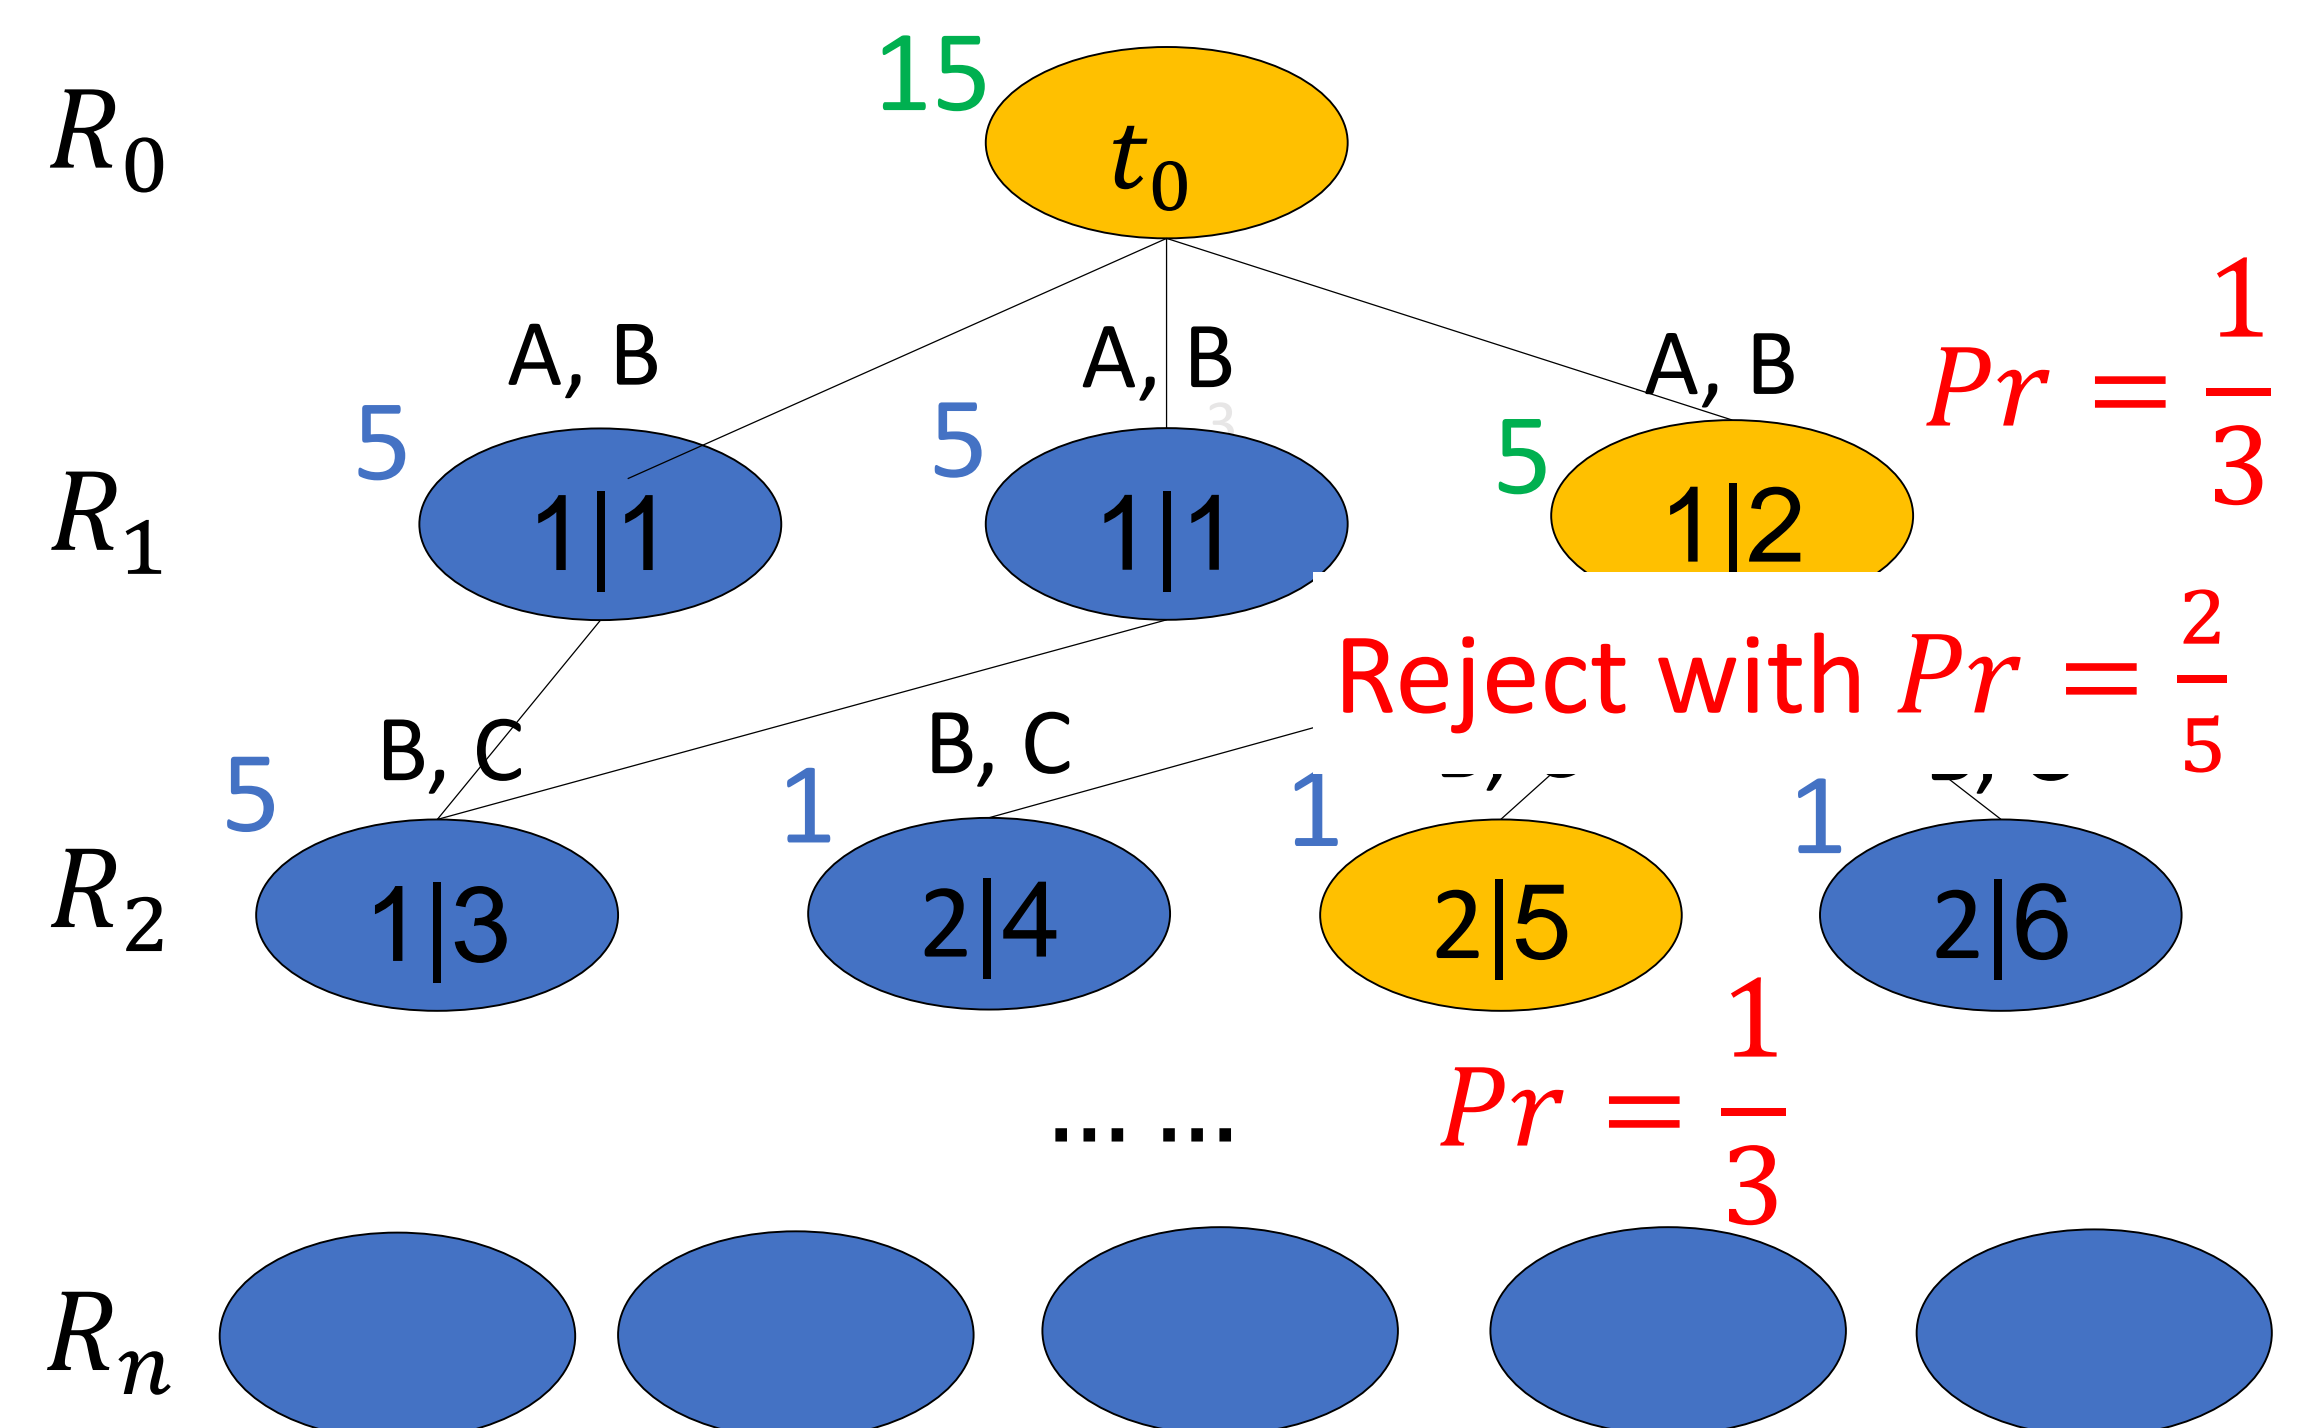 15
R₀
t₀
A, B
A, B
A, B
Pr = 1/3
5
5
3
5
R₁
1|1
1|1
1|2
Reject with Pr = 2/5
B, C
B, C
5
1
1
1
R₂
1|3
2|4
2|5
2|6
... ...
Pr = 1/3
Rₙ